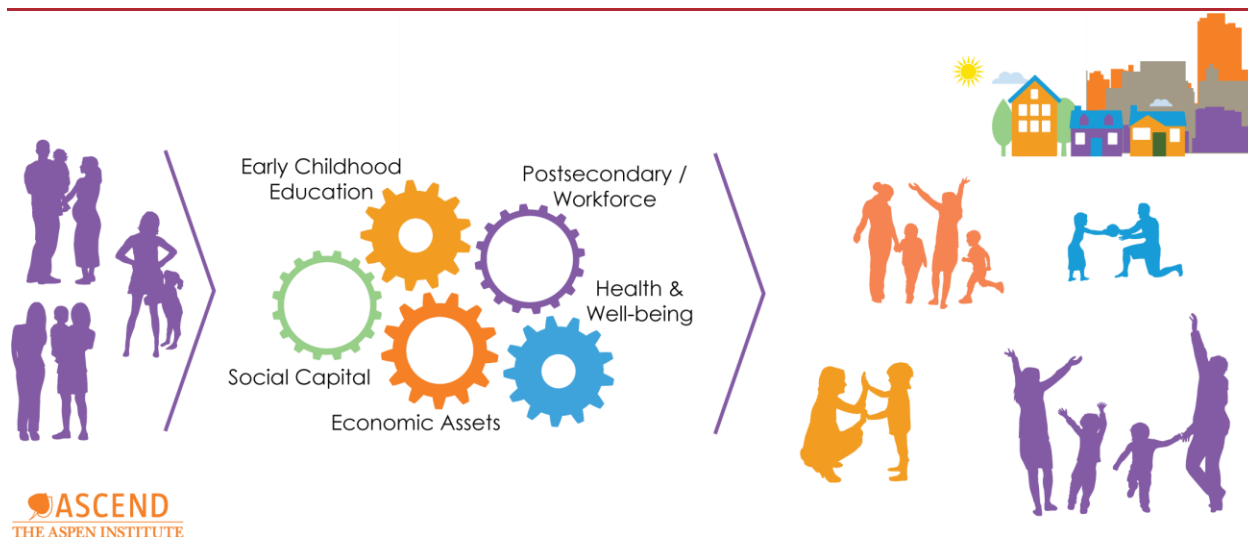 Early Childhood
Education
Postsecondary /
Workforce
Health &
Well-being
Social Capital
Economic Assets
ASCEND
THE ASPEN INSTITUTE